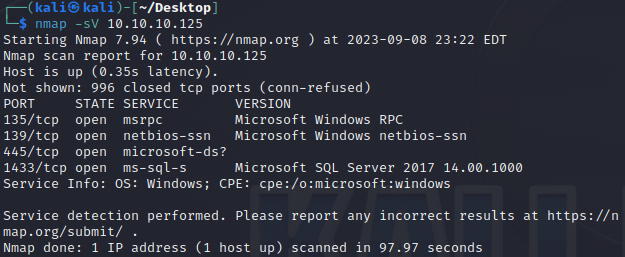 ┌──(kali㉿kali)-[~/Desktop]
└─$ nmap -sV 10.10.10.125
Starting Nmap 7.94 ( https://nmap.org ) at 2023-09-08 23:22 EDT
Nmap scan report for 10.10.10.125
Host is up (0.35s latency).
Not shown: 996 closed tcp ports (conn-refused)
PORT     STATE SERVICE       VERSION
135/tcp  open  msrpc         Microsoft Windows RPC
139/tcp  open  netbios-ssn   Microsoft Windows netbios-ssn
445/tcp  open  microsoft-ds?
1433/tcp open  ms-sql-s      Microsoft SQL Server 2017 14.00.1000
Service Info: OS: Windows; CPE: cpe:/o:microsoft:windows
Service detection performed. Please report any incorrect results at https://n
map.org/submit/ .
Nmap done: 1 IP address (1 host up) scanned in 97.97 seconds